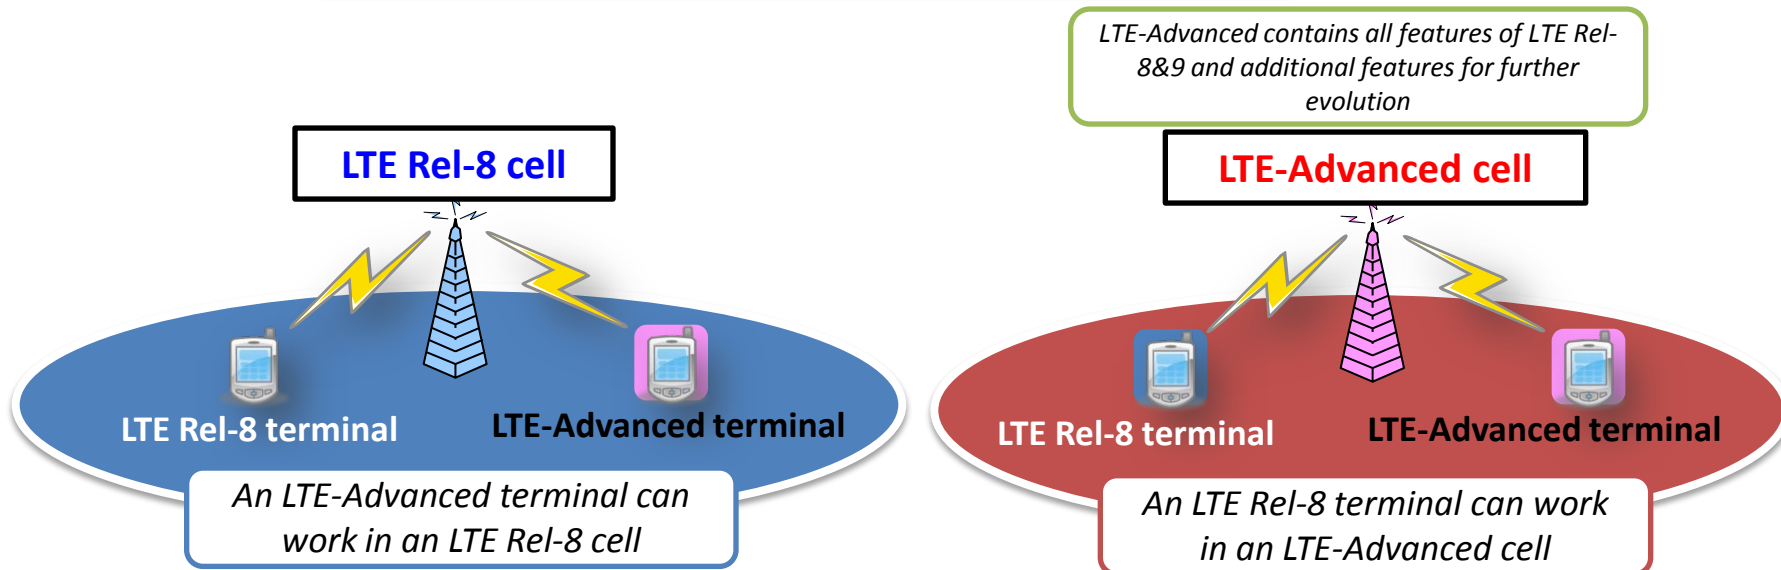 LTE-Advanced contains all features of LTE Rel-
8&9 and additional features for further
evolution
LTE Rel-8 cell
LTE-Advanced cell
LTE Rel-8 terminal
LTE-Advanced terminal
LTE Rel-8 terminal
LTE-Advanced terminal
An LTE-Advanced terminal can
work in an LTE Rel-8 cell
An LTE Rel-8 terminal can work
in an LTE-Advanced cell